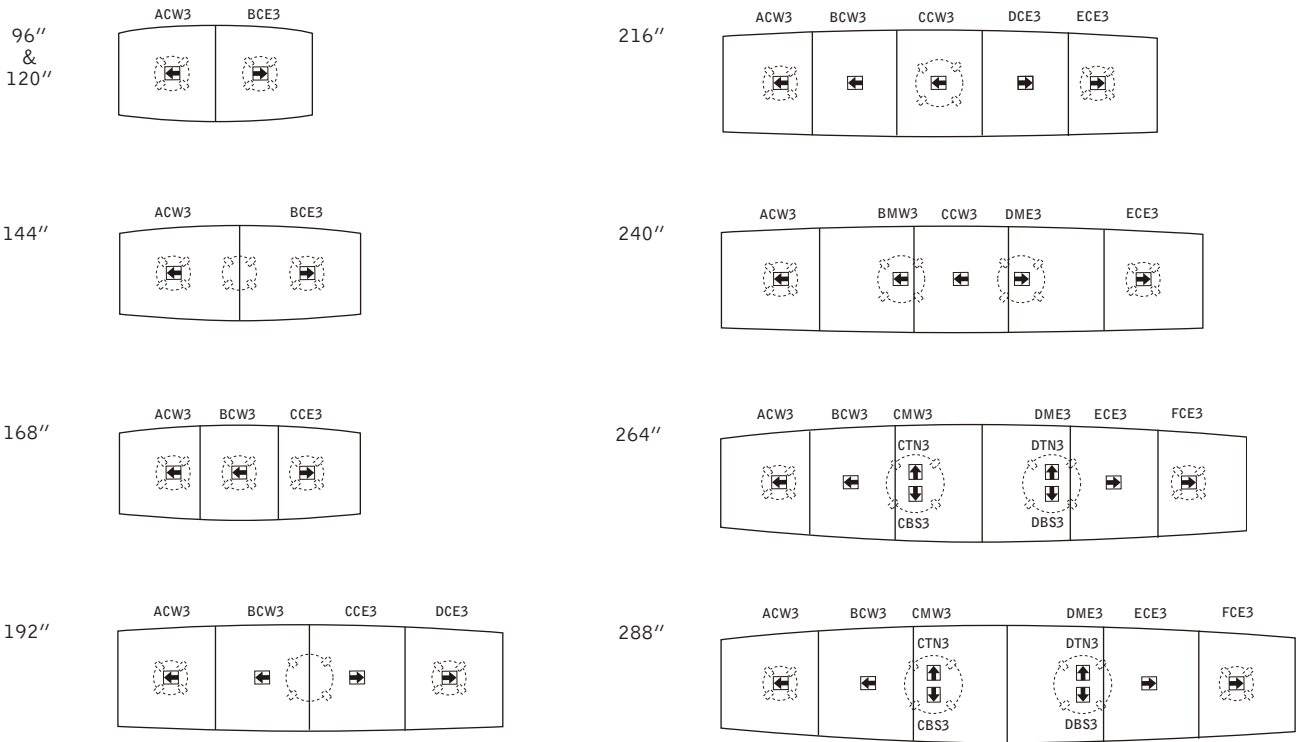 96″
&
120″
ACW3 BCE3
144″
ACW3 BCE3
168″
ACW3 BCW3 CCE3
192″
ACW3 BCW3 CCE3 DCE3
216″
ACW3 BCW3 CCW3 DCE3 ECE3
240″
ACW3 BMW3 CCW3 DME3 ECE3
264″
ACW3 BCW3 CMW3 DME3 ECE3 FCE3
CTN3 DTN3
CBS3 DBS3
288″
ACW3 BCW3 CMW3 DME3 ECE3 FCE3
CTN3 DTN3
CBS3 DBS3